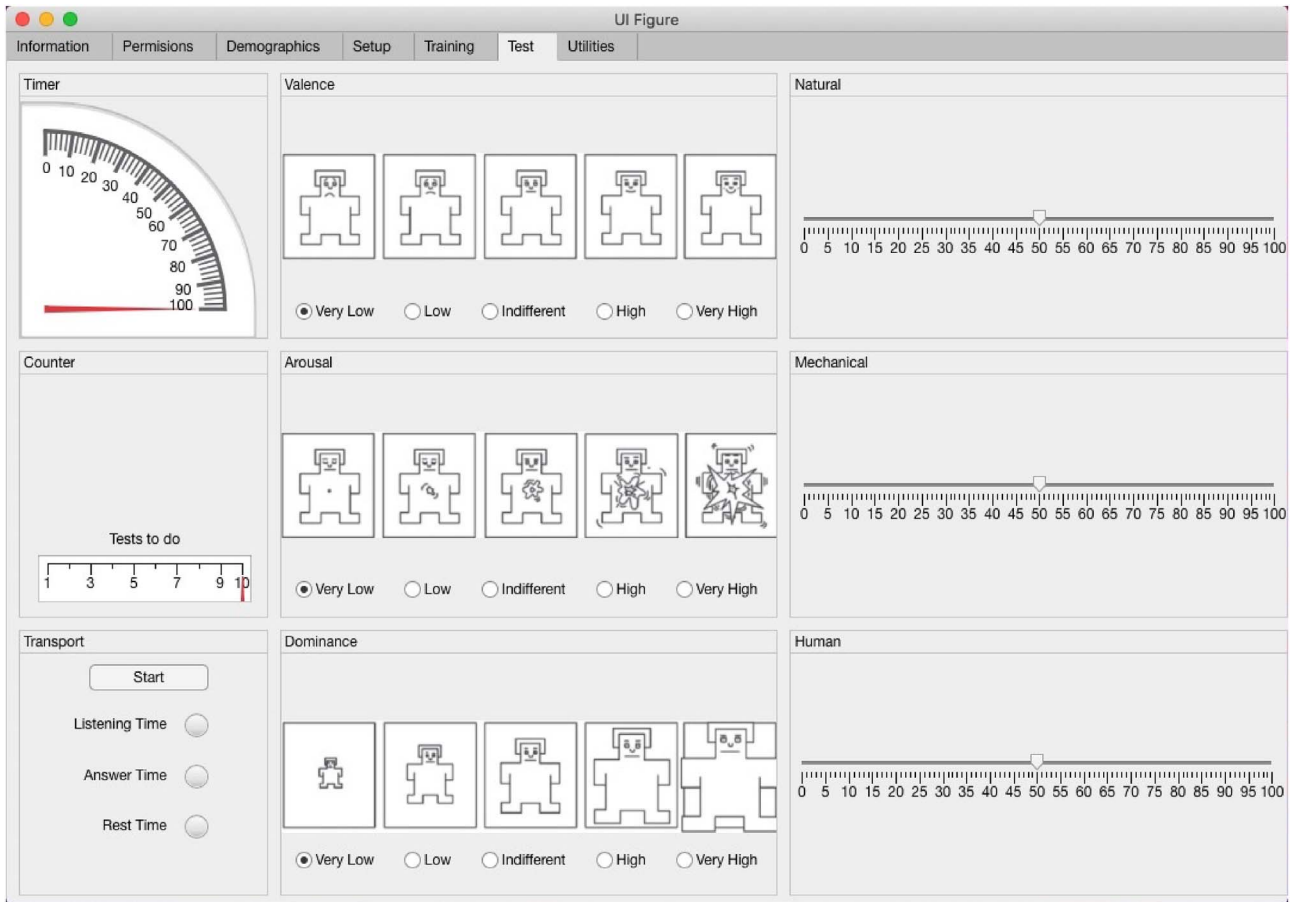 UI Figure
Information Permisions Demographics Setup Training Test Utilities
Timer
0 10 20 30 40 50 60 70 80 90 100
Valence
Very Low Low Indifferent High Very High
Natural
0 5 10 15 20 25 30 35 40 45 50 55 60 65 70 75 80 85 90 95 100
Counter
Tests to do
1 3 5 7 9 10
Arousal
Very Low Low Indifferent High Very High
Mechanical
0 5 10 15 20 25 30 35 40 45 50 55 60 65 70 75 80 85 90 95 100
Transport
Start
Listening Time
Answer Time
Rest Time
Dominance
Very Low Low Indifferent High Very High
Human
0 5 10 15 20 25 30 35 40 45 50 55 60 65 70 75 80 85 90 95 100